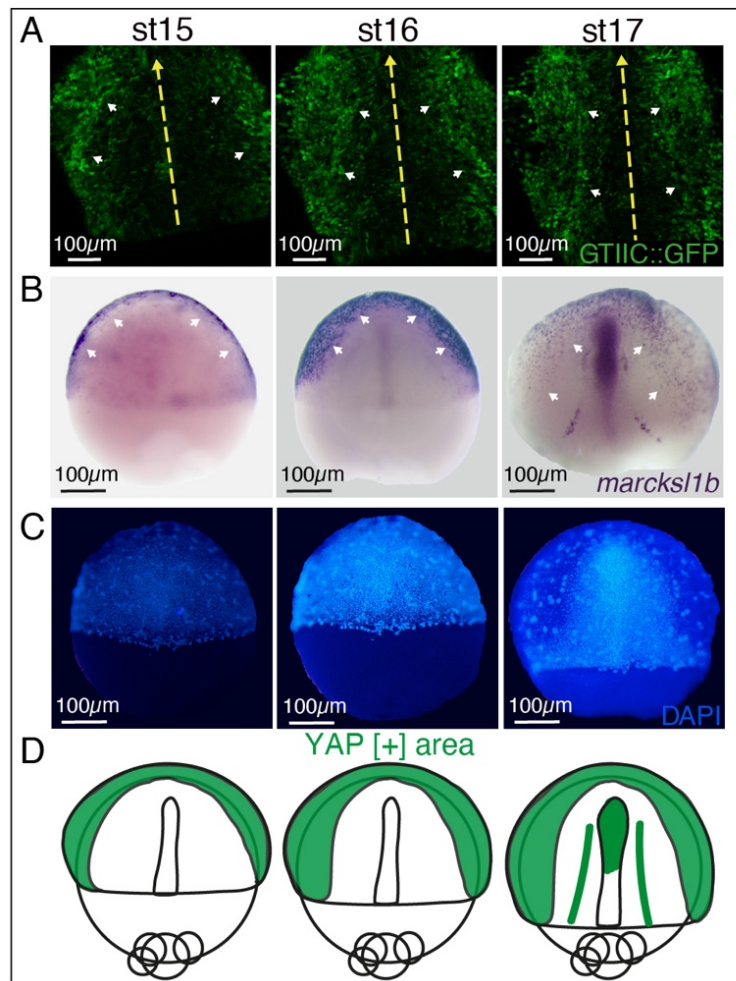 A st15 st16 st17
100µm 100µm 100µm GTIIC::GFP
B
100µm 100µm 100µm marcksl1b
C
100µm 100µm 100µm DAPI
YAP [+] area
D